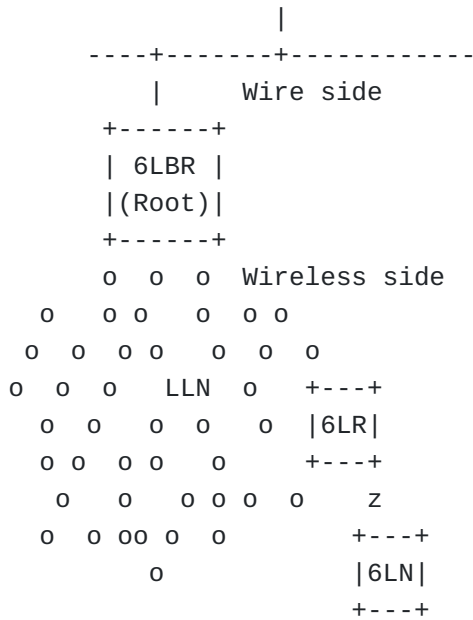 |
     ----+-------+------------
         |     Wire side
      +------+
      | 6LBR |
      |(Root)|
      +------+
      o  o  o  Wireless side
  o   o o   o  o o
 o  o  o o   o  o  o
o  o  o   LLN  o   +---+
  o  o   o  o   o  |6LR|
  o o  o o   o     +---+
   o   o   o o o  o    z
  o  o oo o  o        +---+
         o            |6LN|
                      +---+